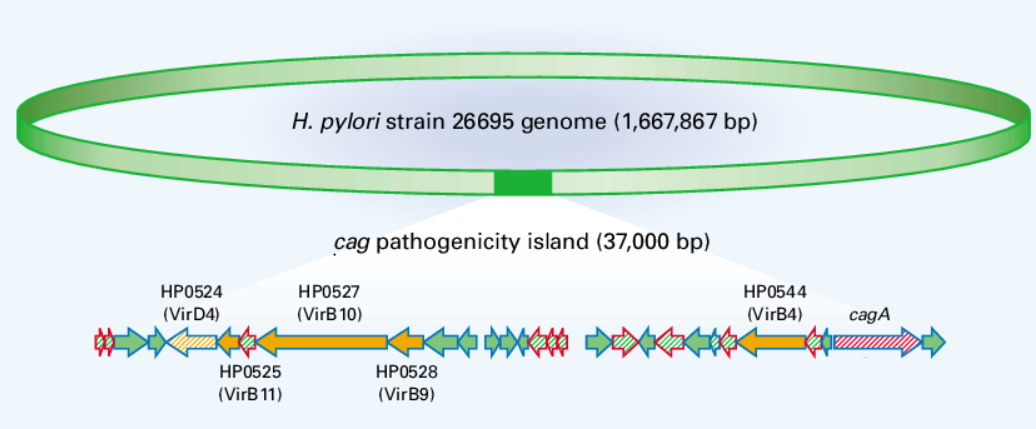 H. pylori strain 26695 genome (1,667,867 bp)
cag pathogenicity island (37,000 bp)
HP0524
(VirD4)
HP0527
(VirB10)
HP0544
(VirB4)
cagA
HP0525
(VirB11)
HP0528
(VirB9)